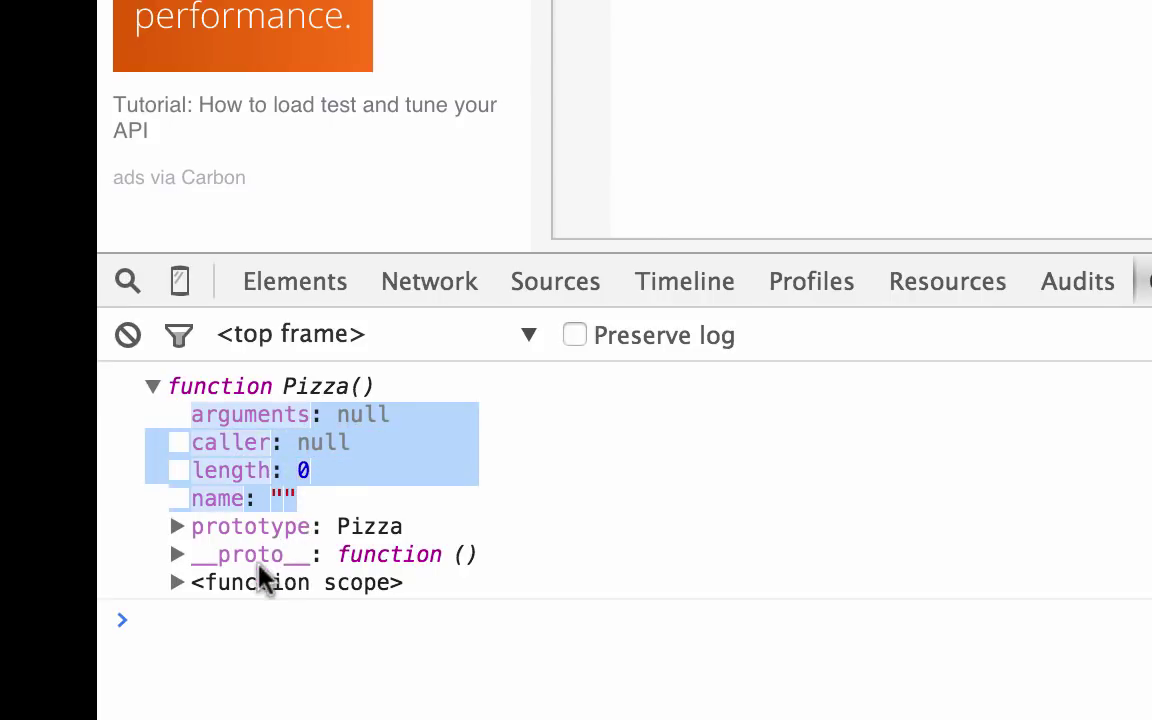 performance.
Tutorial: How to load test and tune your
API
ads via Carbon
Elements Network Sources Timeline Profiles Resources Audits
<top frame> ▼ Preserve log
▼ function Pizza()
arguments: null
caller: null
length: 0
name: ""
▶ prototype: Pizza
▶ __proto__: function ()
▶ <function scope>
>